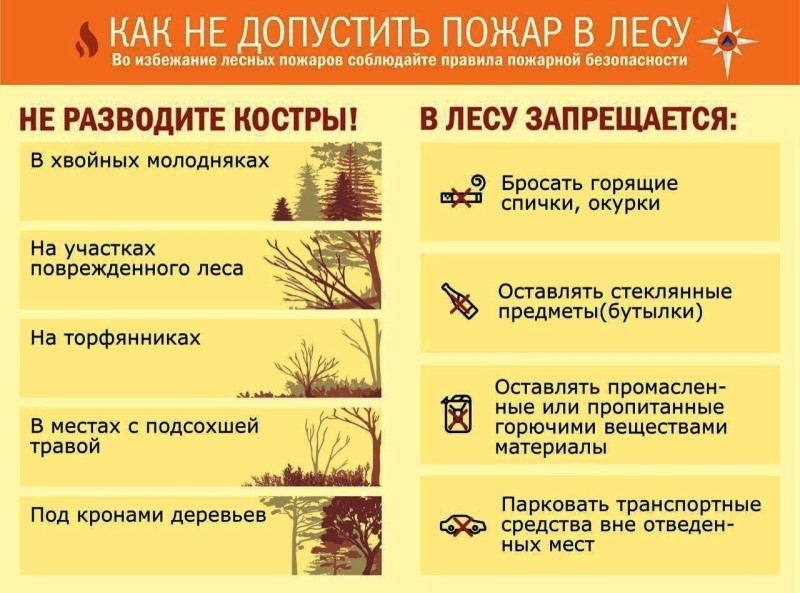 КАК НЕ ДОПУСТИТЬ ПОЖАР В ЛЕСУ
Во избежание лесных пожаров соблюдайте правила пожарной безопасности
НЕ РАЗВОДИТЕ КОСТРЫ!
В хвойных молодняках
На участках
поврежденного леса
На торфянниках
В местах с подсохшей
травой
Под кронами деревьев
В ЛЕСУ ЗАПРЕЩАЕТСЯ:
Бросать горящие
спички, окурки
Оставлять стеклянные
предметы(бутылки)
Оставлять промаслен-
ные или пропитанные
горючими веществами
материалы
Парковать транспортные
средства вне отведен-
ных мест